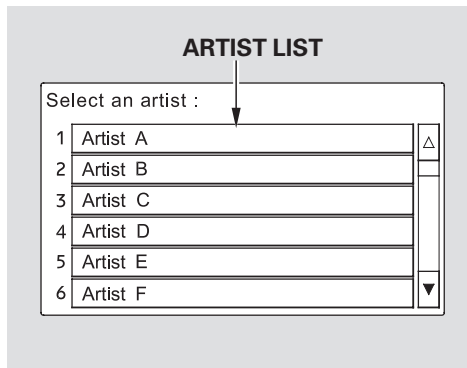 ARTIST LIST
Select an artist :
1 Artist A
2 Artist B
3 Artist C
4 Artist D
5 Artist E
6 Artist F